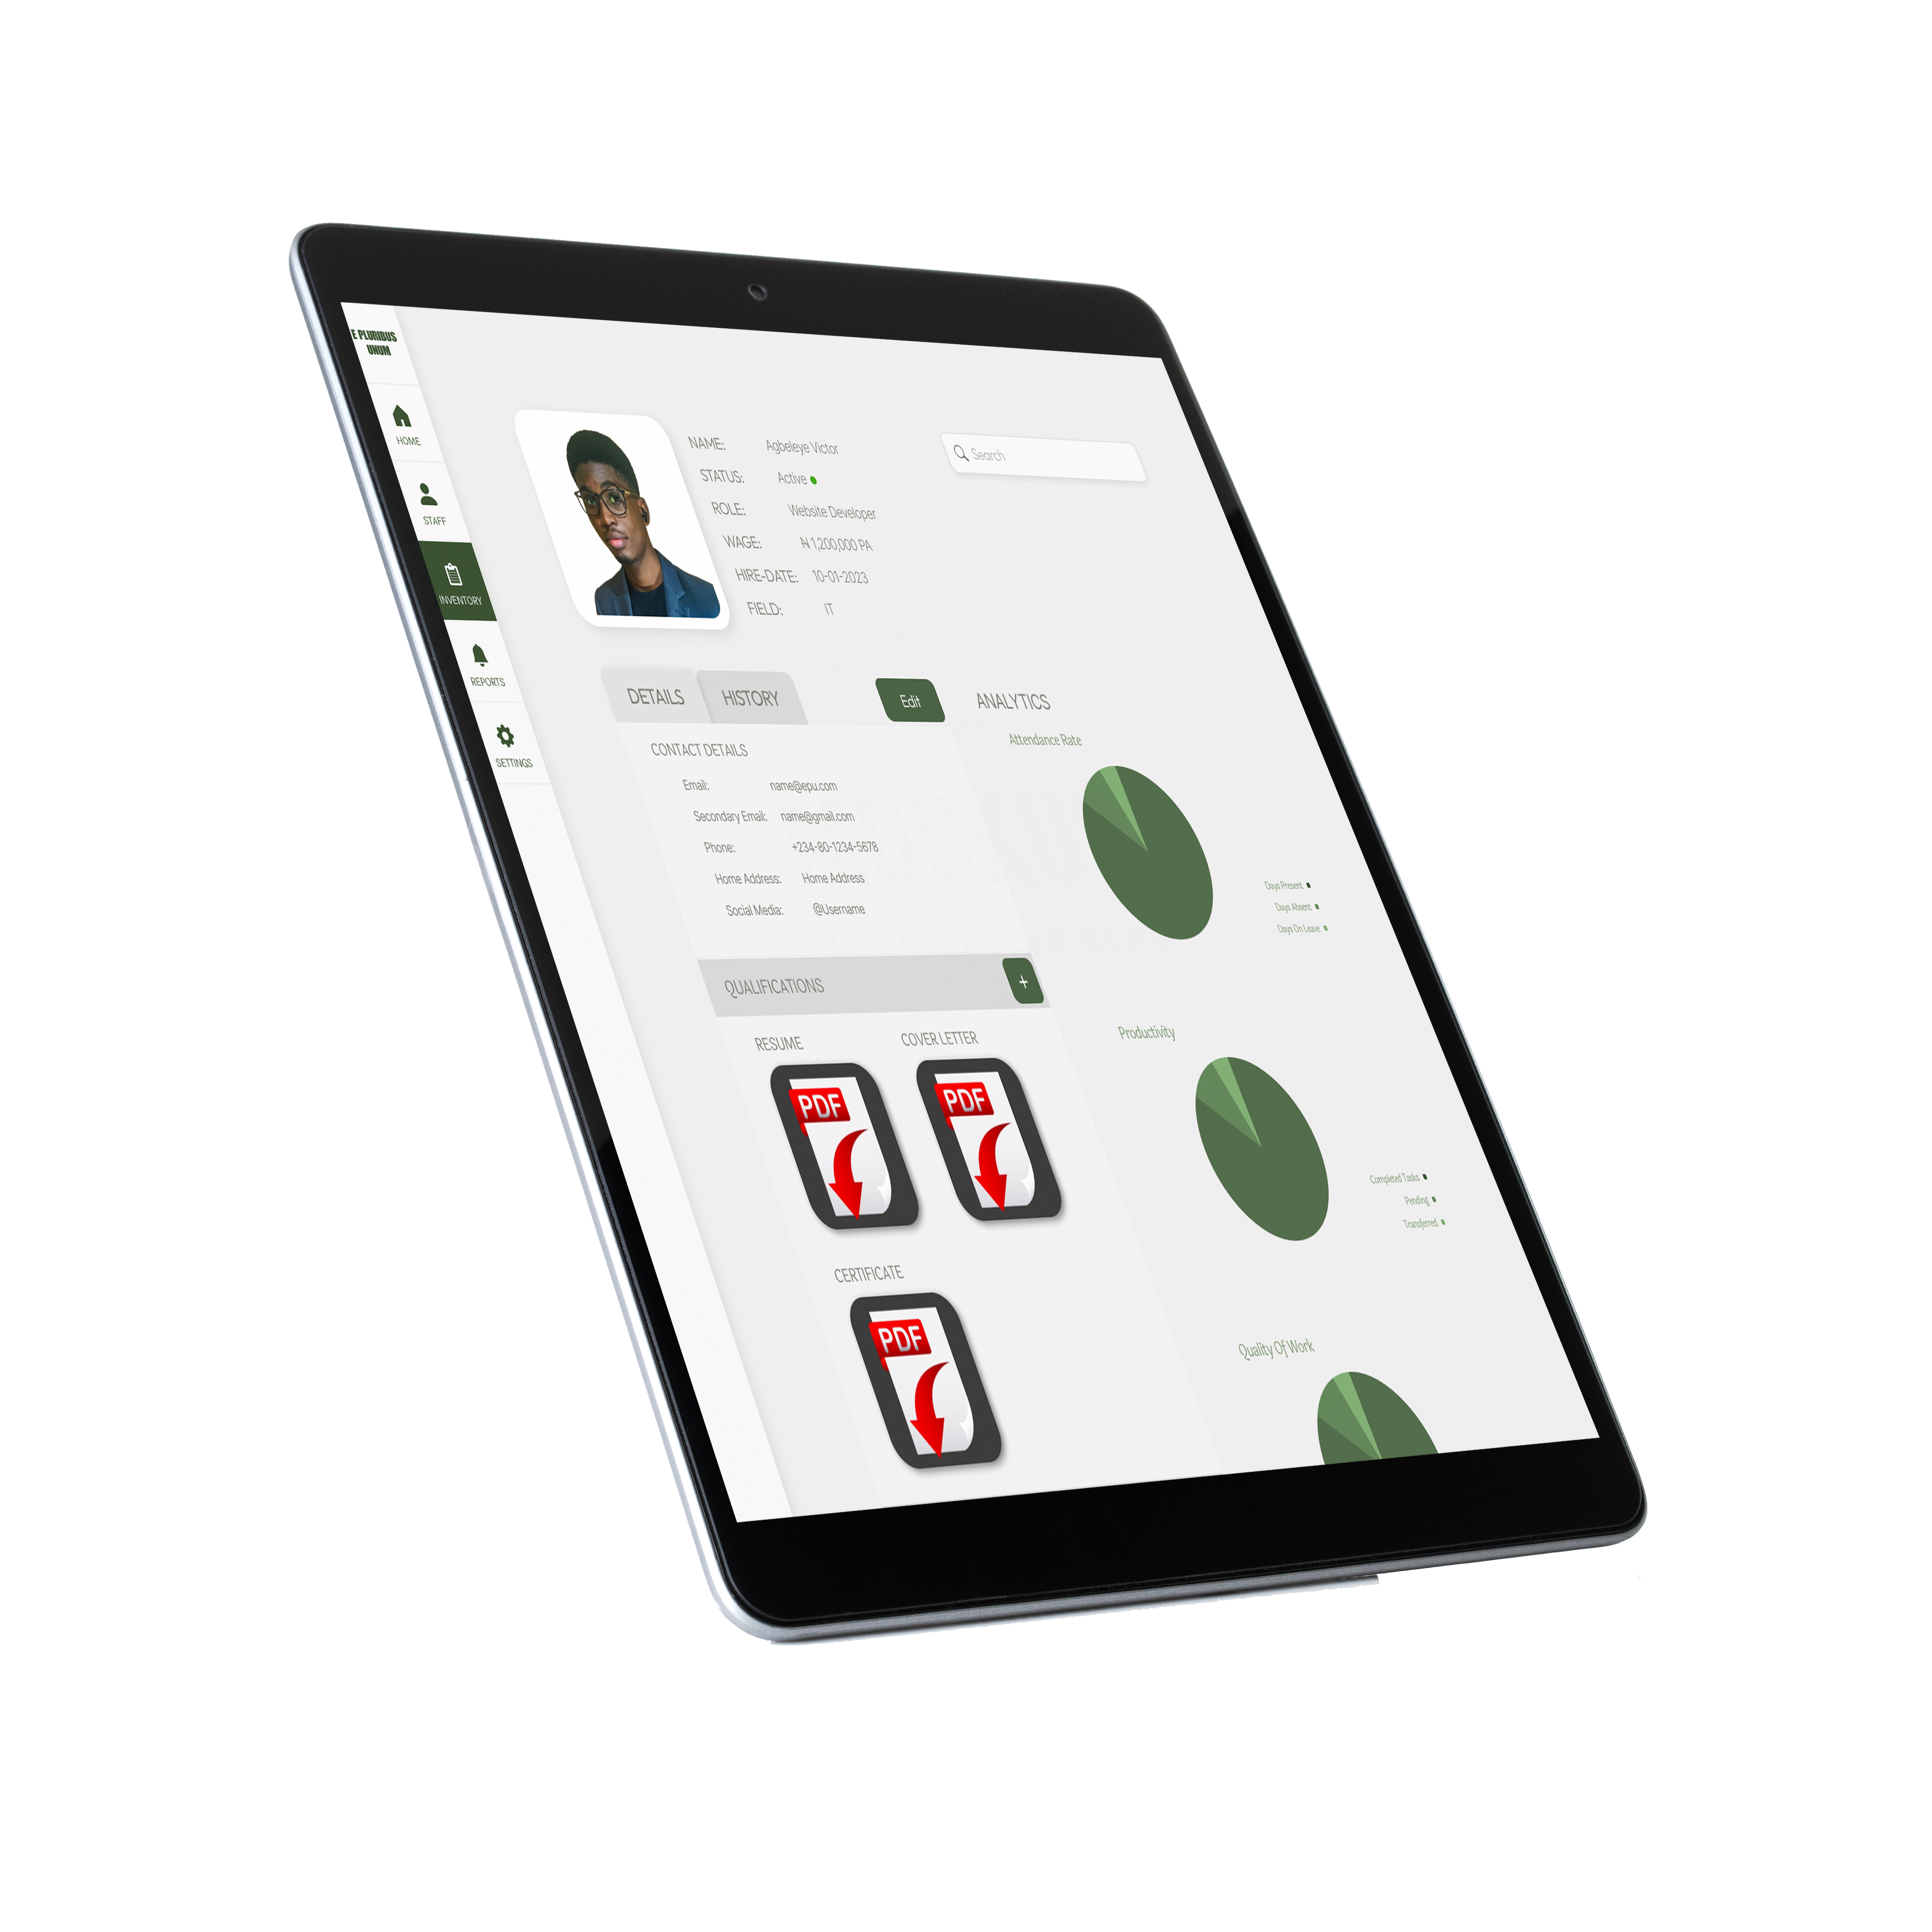 E PLURIBUS
UNUM
HOME
STAFF
INVENTORY
REPORTS
SETTINGS
NAME: Agbeleye Victor
STATUS: Active
ROLE: Website Developer
WAGE: ₦ 1,200,000 PA
HIRE-DATE: 10-01-2023
FIELD: IT
Search
DETAILS
HISTORY
Edit
CONTACT DETAILS
Email: name@epu.com
Secondary Email: name@gmail.com
Phone: +234-80-1234-5678
Home Address: Home Address
Social Media: @Username
QUALIFICATIONS
+
RESUME
COVER LETTER
PDF
PDF
CERTIFICATE
PDF
ANALYTICS
Attendance Rate
Days Present
Days Absent
Days On Leave
Productivity
Completed Tasks
Pending
Transferred
Quality Of Work